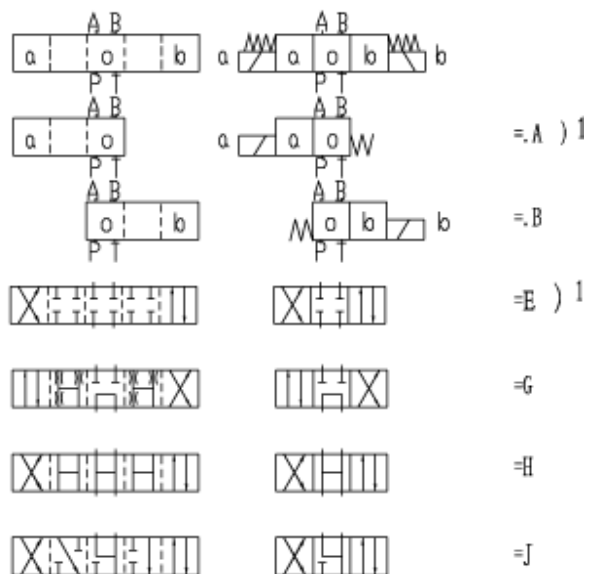 A B A B
a o b a a o b b
P T P T
A B A B
a o a a o =.A ) 1
P T P T
A B A B
o b o b b =.B
P T P T
=E ) 1
=G
=H
=J